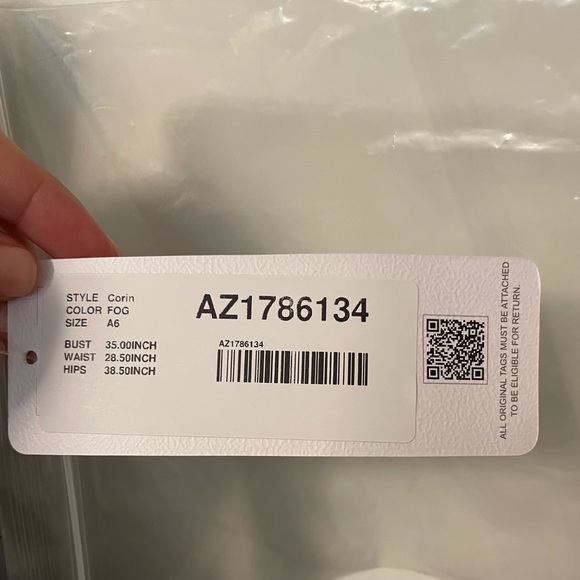 STYLE Corin
COLOR FOG
SIZE A6
BUST 35.00INCH
WAIST 28.50INCH
HIPS 38.50INCH
AZ1786134
AZ1786134
ALL ORIGINAL TAGS MUST BE ATTACHED
TO BE ELIGIBLE FOR RETURN.